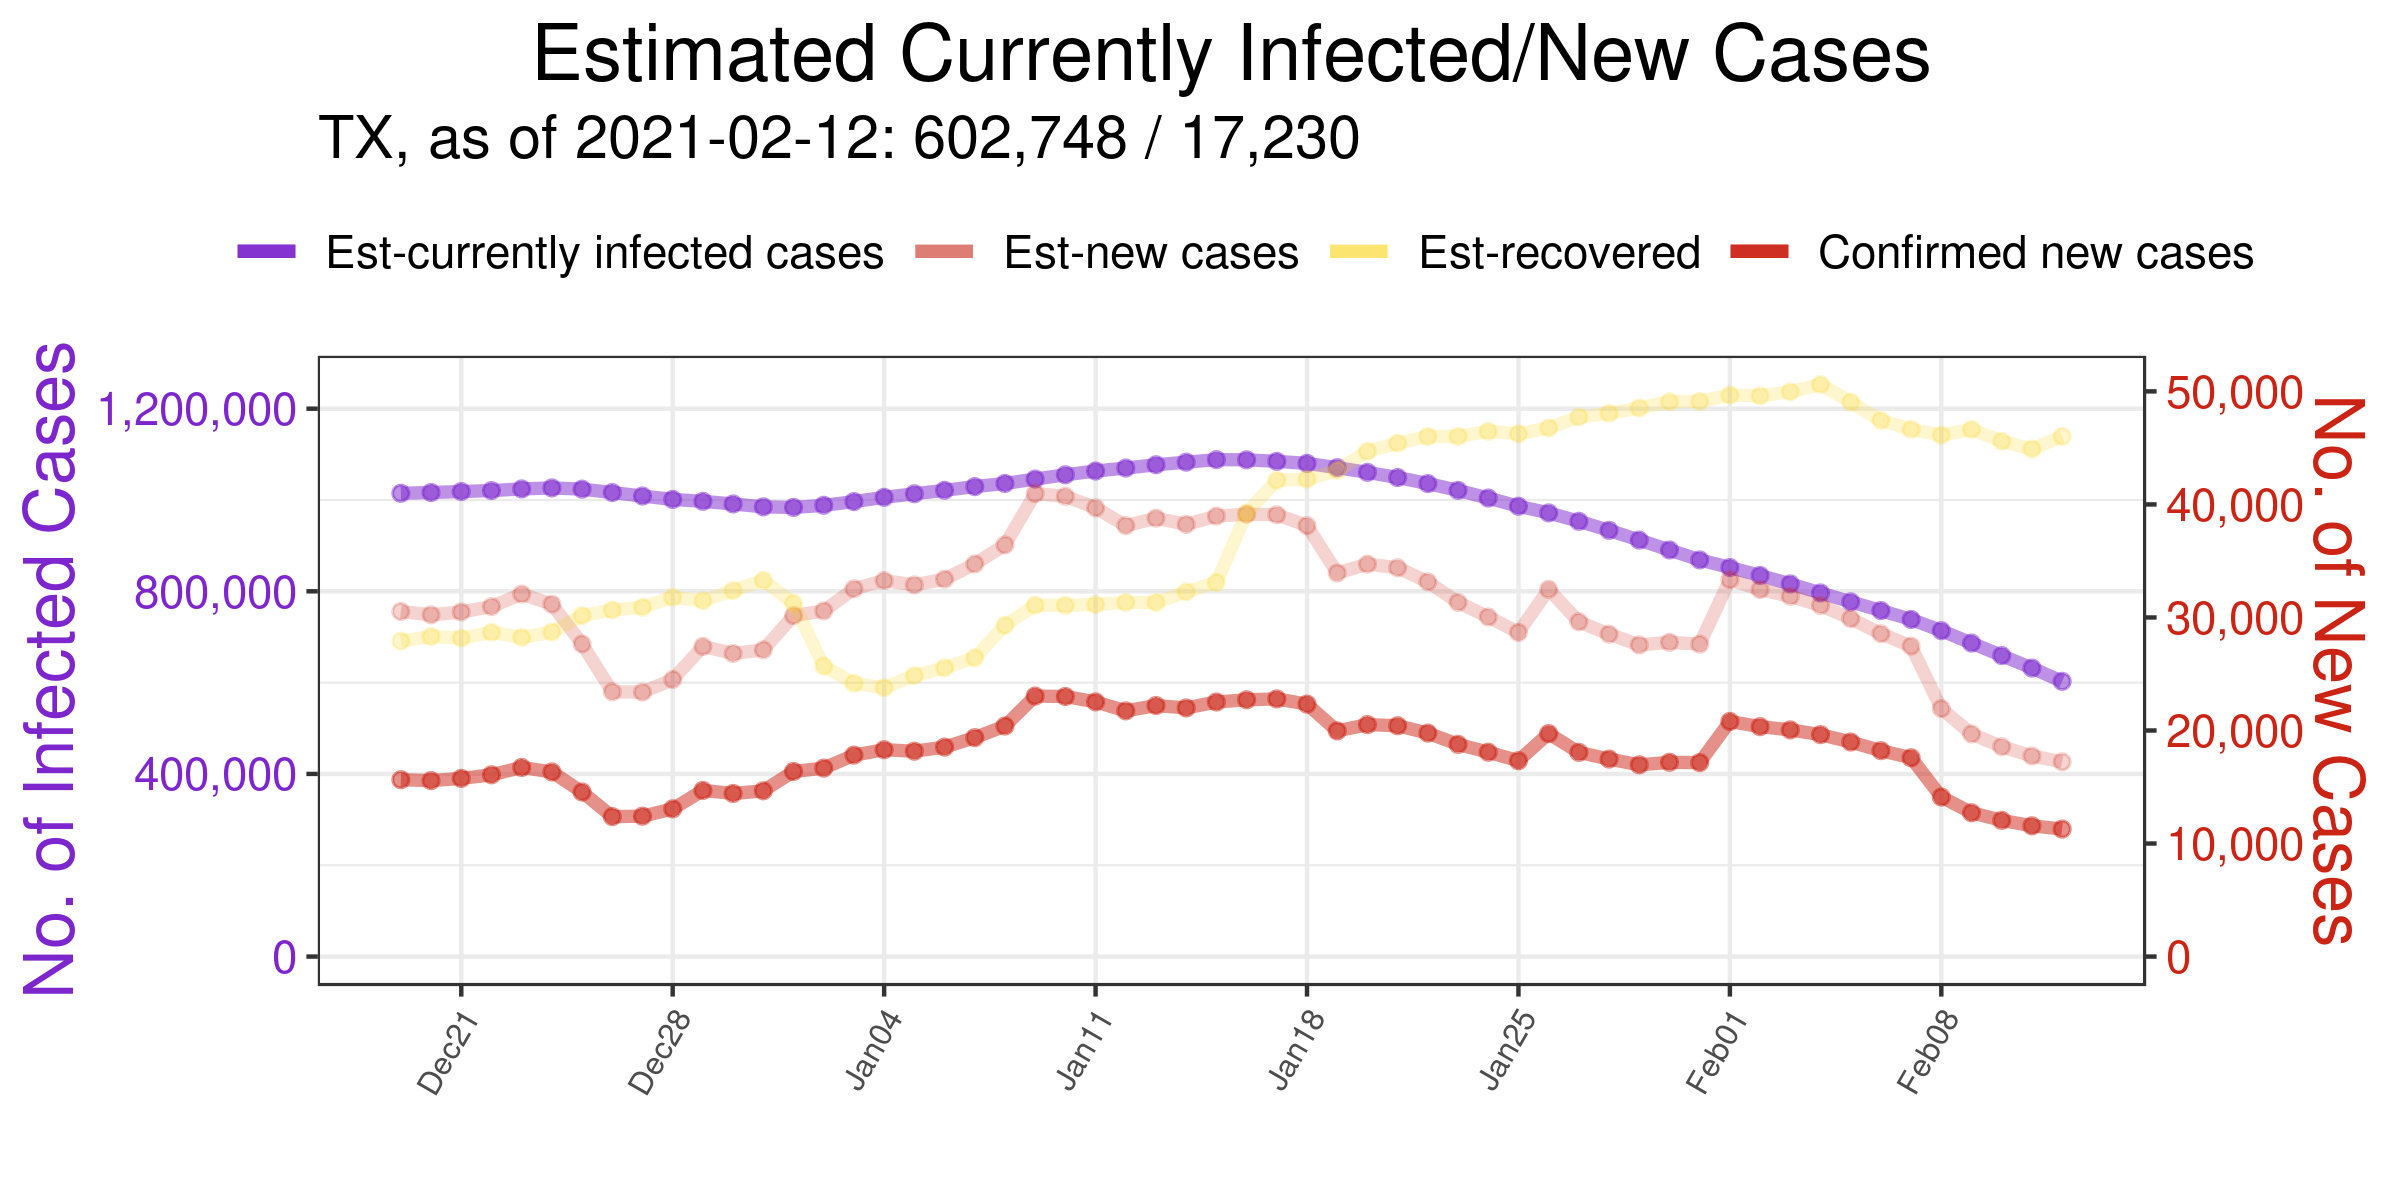 Estimated Currently Infected/New Cases
TX, as of 2021-02-12: 602,748 / 17,230
Est-currently infected cases Est-new cases Est-recovered Confirmed new cases
No. of Infected Cases
1,200,000
800,000
400,000
0
50,000
40,000
30,000
20,000
10,000
0
No. of New Cases
Dec21 Dec28 Jan04 Jan11 Jan18 Jan25 Feb01 Feb08